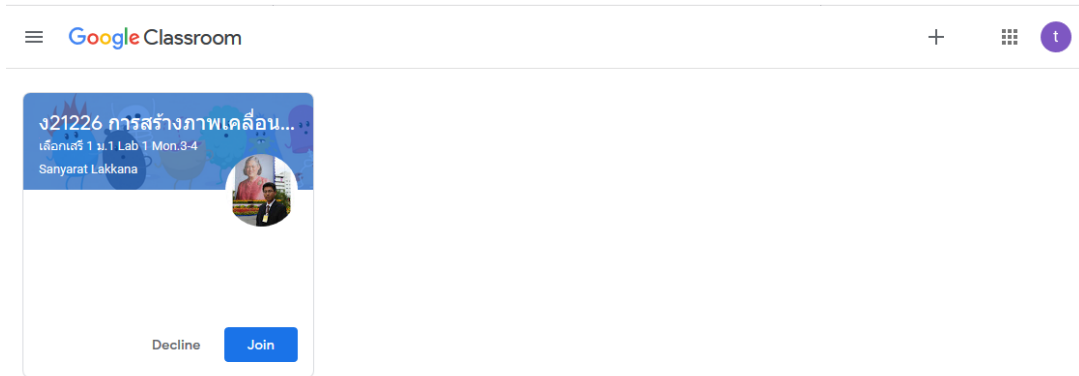 Google Classroom
t
ง21226 การสร้างภาพเคลื่อน...
เลือกเสรี 1 ม.1 Lab 1 Mon.3-4
Sanyarat Lakkana
Decline
Join